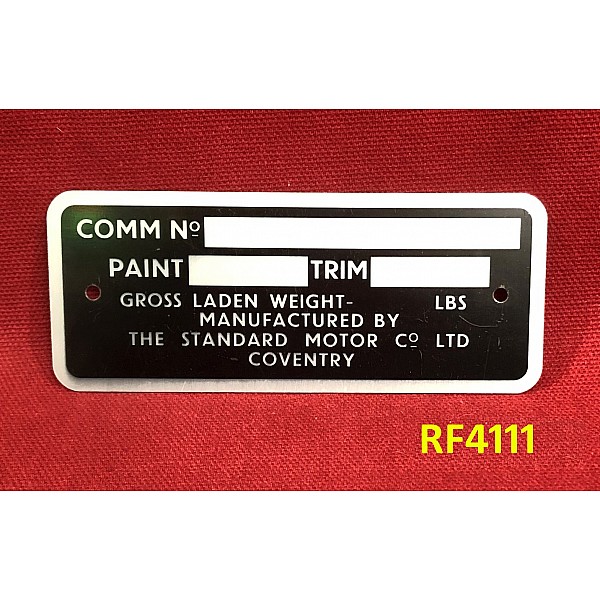 COMM Nº
PAINT TRIM
GROSS LADEN WEIGHT- LBS
MANUFACTURED BY
THE STANDARD MOTOR Cº LTD
COVENTRY
RF4111